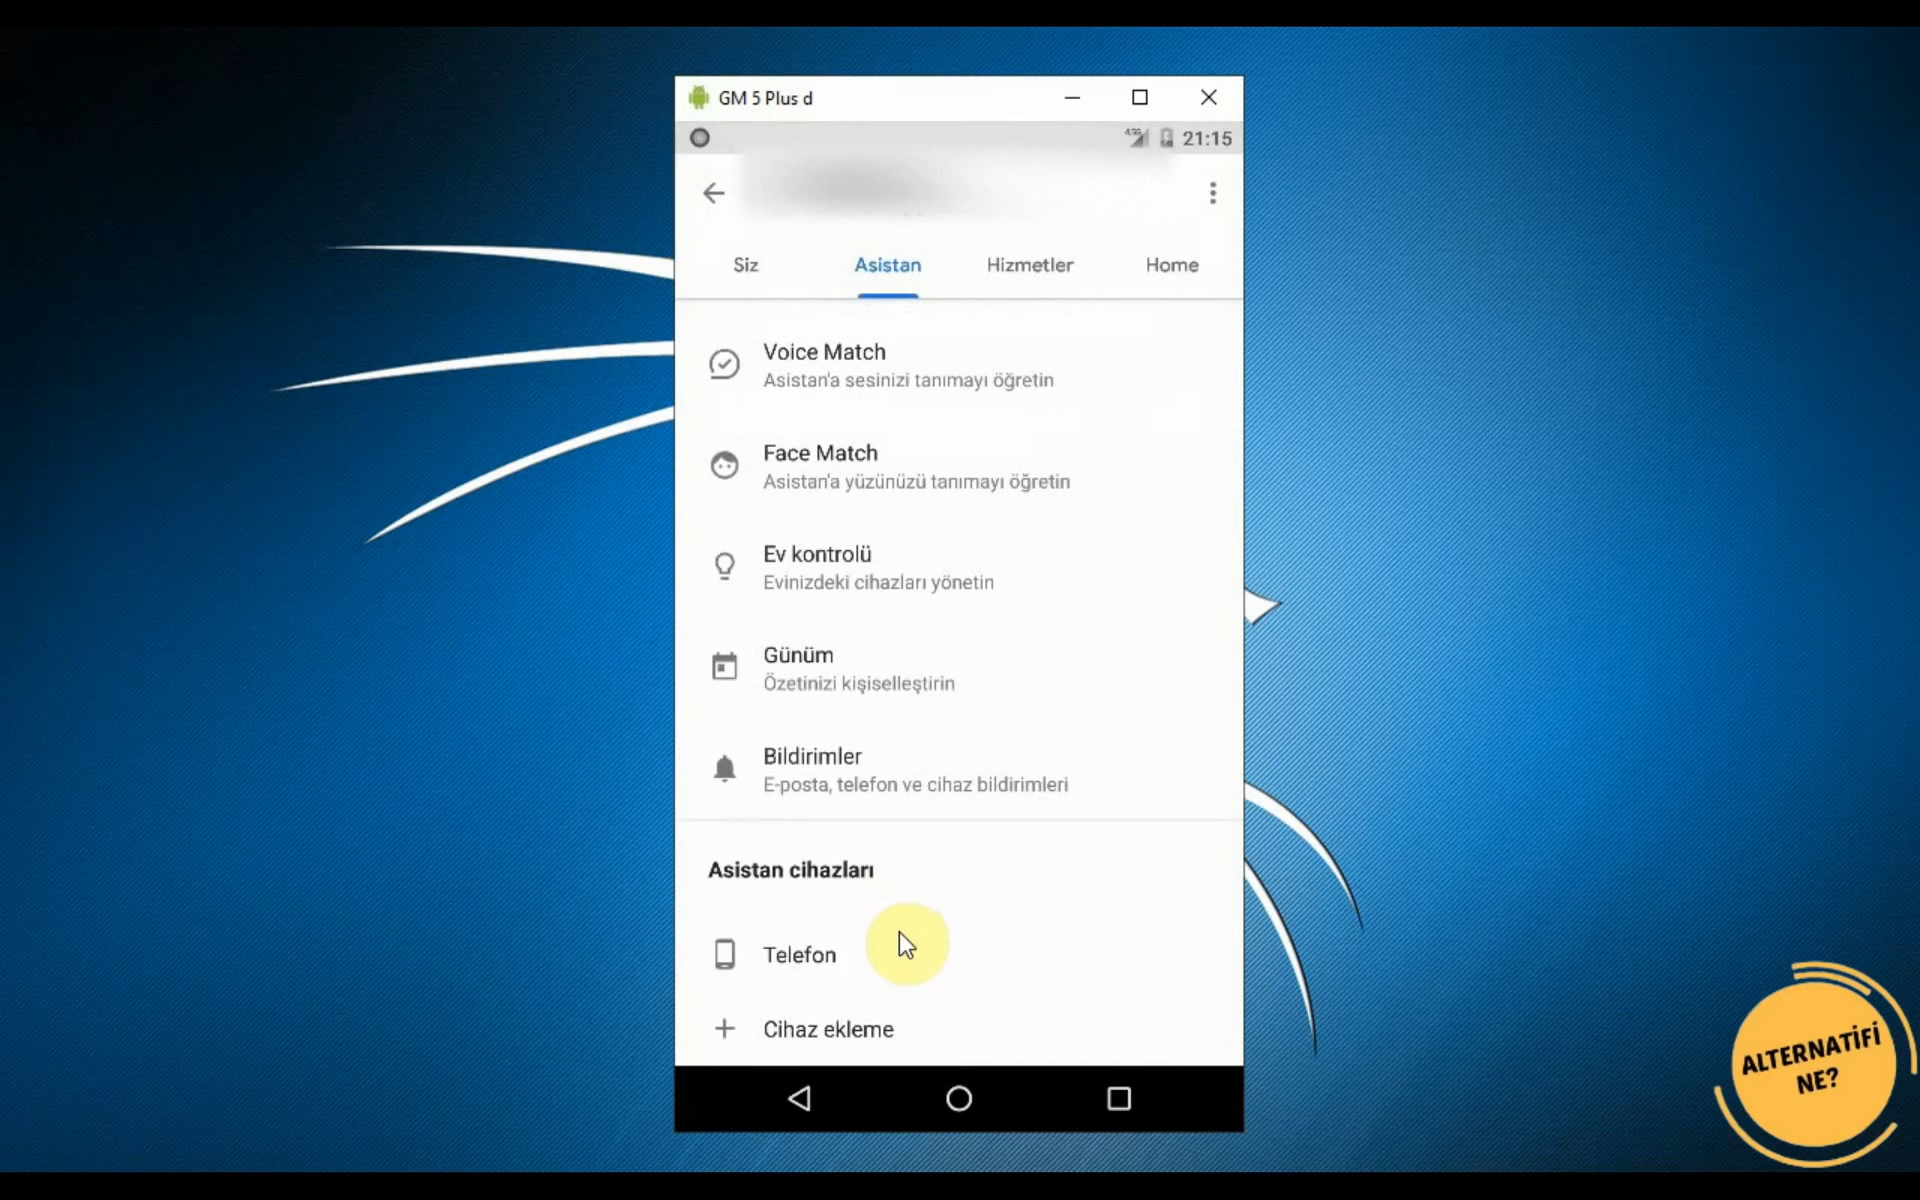 GM 5 Plus d
4.5G 21:15
Siz Asistan Hizmetler Home
Voice Match
Asistan'a sesinizi tanımayı öğretin
Face Match
Asistan'a yüzünüzü tanımayı öğretin
Ev kontrolü
Evinizdeki cihazları yönetin
Günüm
Özetinizi kişiselleştirin
Bildirimler
E-posta, telefon ve cihaz bildirimleri
Asistan cihazları
Telefon
Cihaz ekleme
ALTERNATİFİ
NE?